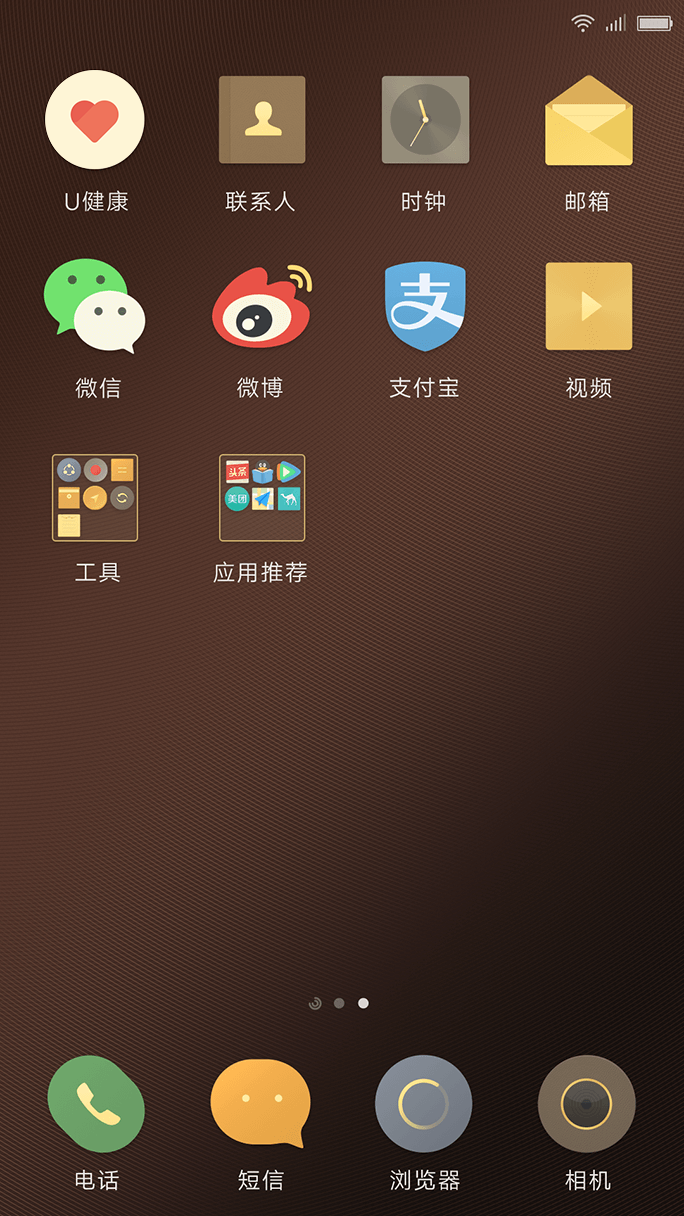 U健康 联系人 时钟 邮箱
微信 微博 支付宝 视频
头条
美团
工具 应用推荐
电话 短信 浏览器 相机